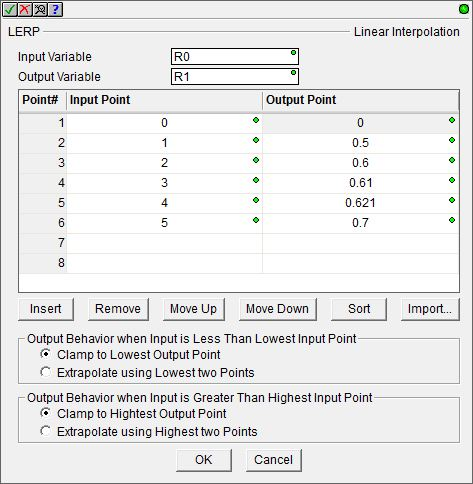 ?
LERP Linear Interpolation
Input Variable R0
Output Variable R1
Point# Input Point Output Point
1 0 0
2 1 0.5
3 2 0.6
4 3 0.61
5 4 0.621
6 5 0.7
7
8
Insert Remove Move Up Move Down Sort Import...
Output Behavior when Input is Less Than Lowest Input Point
Clamp to Lowest Output Point
Extrapolate using Lowest two Points
Output Behavior when Input is Greater Than Highest Input Point
Clamp to Hightest Output Point
Extrapolate using Highest two Points
OK Cancel